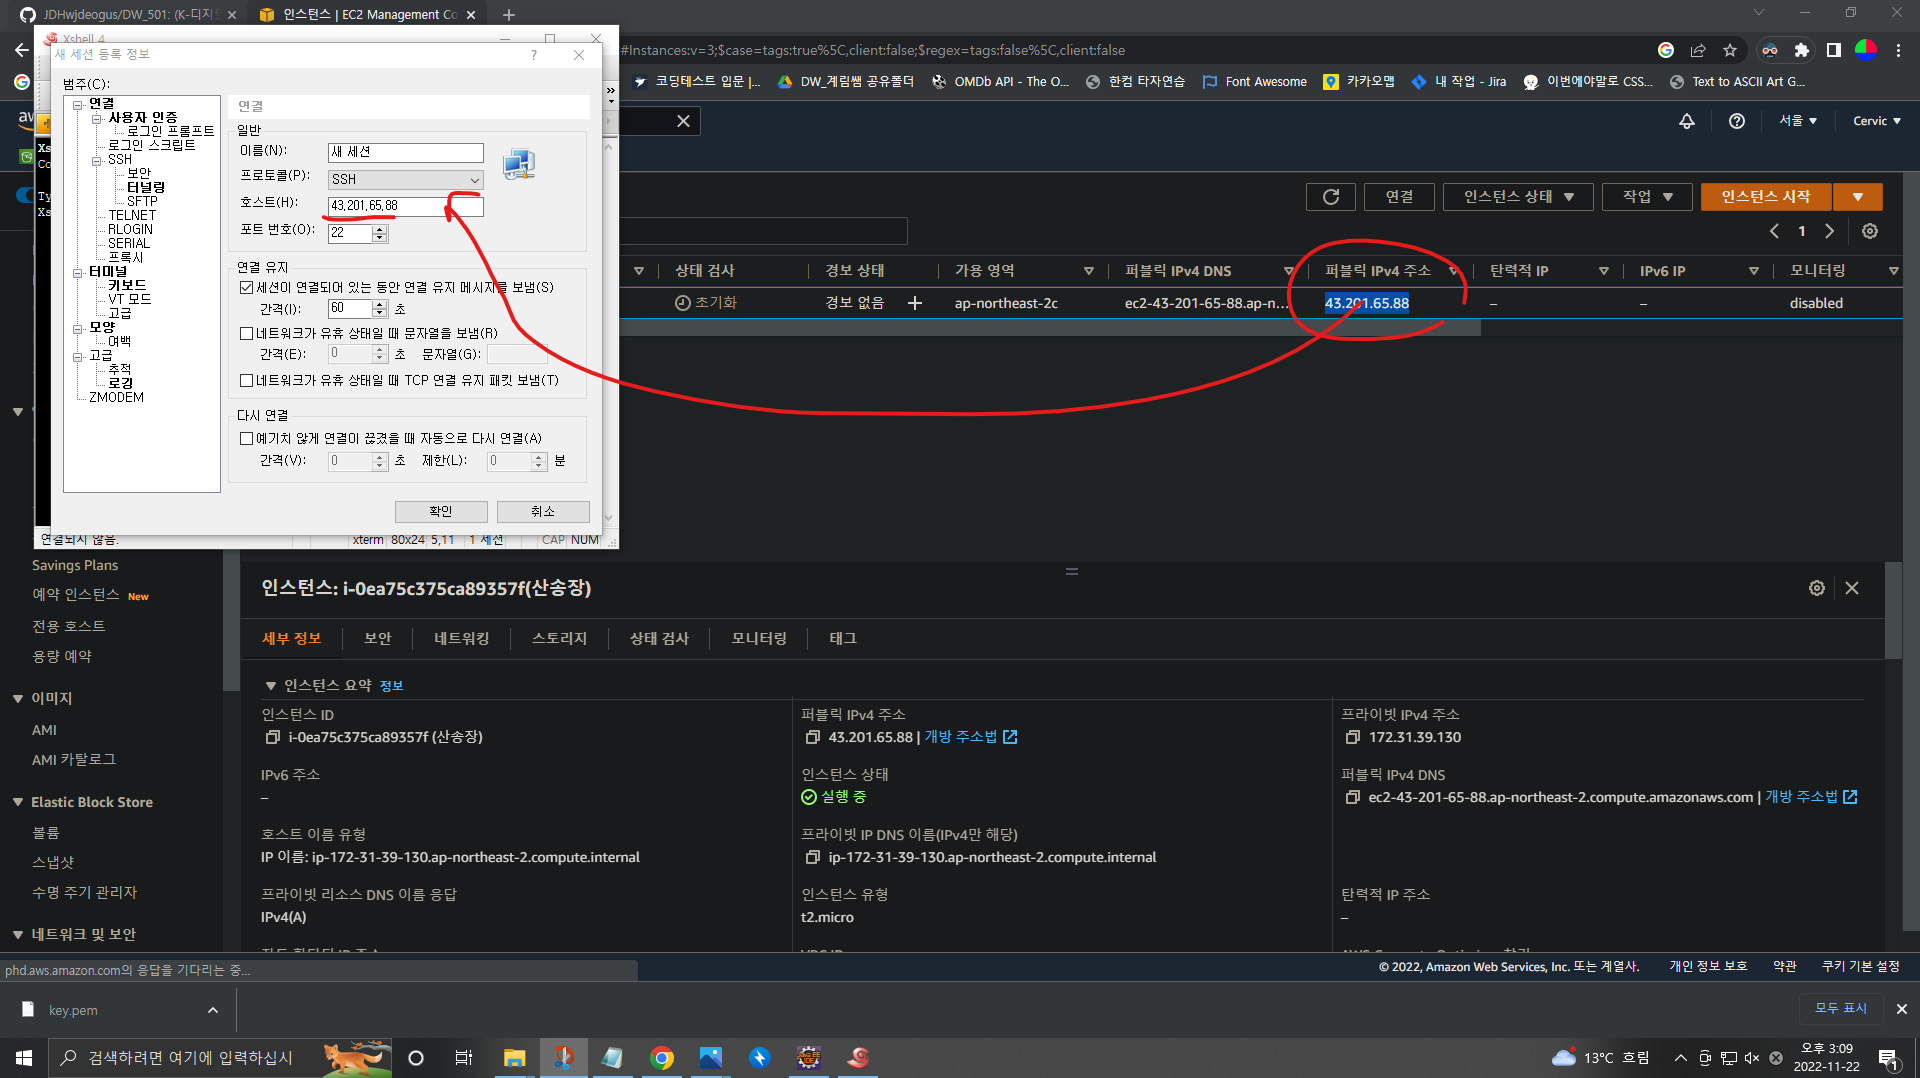 JDHwjdeogus/DW_501: (K-디지
인스턴스 | EC2 Management Co
Xshell 4
새 세션 등록 정보
#Instances:v=3;$case=tags:true%5C,client:false;$regex=tags:false%5C,client:false
코딩테스트 입문 |...
DW_계림쌤 공유폴더
OMDb API - The O...
한컴 타자연습
Font Awesome
카카오맵
내 작업 - Jira
이번에야말로 CSS...
Text to ASCII Art G...
서울 ▼
Cervic ▼
범주(C):
연결
사용자 인증
로그인 프롬프트
로그인 스크립트
SSH
보안
터널링
SFTP
TELNET
RLOGIN
SERIAL
프록시
터미널
키보드
VT 모드
고급
모양
여백
고급
추적
로깅
ZMODEM
연결
일반
이름(N): 새 세션
프로토콜(P): SSH
호스트(H): 43.201.65.88
포트 번호(O): 22
연결 유지
세션이 연결되어 있는 동안 연결 유지 메시지를 보냄(S)
간격(I): 60 초
네트워크가 유휴 상태일 때 문자열을 보냄(R)
간격(E): 0 초 문자열(G):
네트워크가 유휴 상태일 때 TCP 연결 유지 패킷 보냄(T)
다시 연결
예기치 않게 연결이 끊겼을 때 자동으로 다시 연결(A)
간격(V): 0 초 제한(L): 0 분
확인
취소
연결되지 않음.
xterm 80x24 5,11 1 세션 CAP NUM
연결
인스턴스 상태 ▼
작업 ▼
인스턴스 시작 ▼
1
상태 검사
경보 상태
가용 영역
퍼블릭 IPv4 DNS
퍼블릭 IPv4 주소
탄력적 IP
IPv6 IP
모니터링
초기화
경보 없음 +
ap-northeast-2c
ec2-43-201-65-88.ap-n...
43.201.65.88
–
–
disabled
Savings Plans
예약 인스턴스 New
전용 호스트
용량 예약
이미지
AMI
AMI 카탈로그
Elastic Block Store
볼륨
스냅샷
수명 주기 관리자
네트워크 및 보안
인스턴스: i-0ea75c375ca89357f(산송장)
세부 정보
보안
네트워킹
스토리지
상태 검사
모니터링
태그
▼ 인스턴스 요약 정보
인스턴스 ID
i-0ea75c375ca89357f (산송장)
퍼블릭 IPv4 주소
43.201.65.88 | 개방 주소법
프라이빗 IPv4 주소
172.31.39.130
IPv6 주소
–
인스턴스 상태
실행 중
퍼블릭 IPv4 DNS
ec2-43-201-65-88.ap-northeast-2.compute.amazonaws.com | 개방 주소법
호스트 이름 유형
IP 이름: ip-172-31-39-130.ap-northeast-2.compute.internal
프라이빗 IP DNS 이름(IPv4만 해당)
ip-172-31-39-130.ap-northeast-2.compute.internal
프라이빗 리소스 DNS 이름 응답
IPv4(A)
인스턴스 유형
t2.micro
탄력적 IP 주소
–
phd.aws.amazon.com의 응답을 기다리는 중...
© 2022, Amazon Web Services, Inc. 또는 계열사.
개인 정보 보호
약관
쿠키 기본 설정
key.pem
모두 표시
검색하려면 여기에 입력하십시
13°C 흐림
오후 3:09
2022-11-22
1